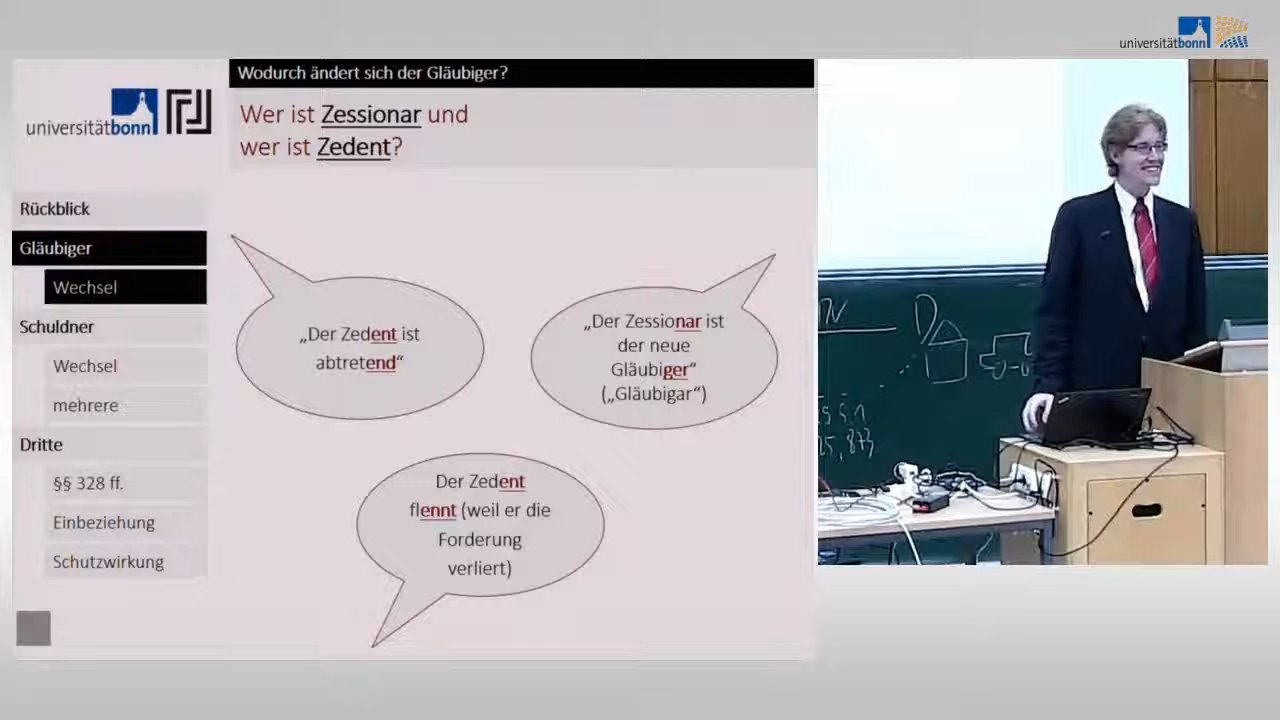 universitätbonn
Wodurch ändert sich der Gläubiger?
universitätbonn
Wer ist Zessionar und
wer ist Zedent?
Rückblick
Gläubiger
Wechsel
Schuldner
Wechsel
mehrere
Dritte
§§ 328 ff.
Einbeziehung
Schutzwirkung
„Der Zedent ist
abtretend“
„Der Zessionar ist
der neue
Gläubiger“
(„Gläubigar“)
Der Zedent
flennt (weil er die
Forderung
verliert)
D